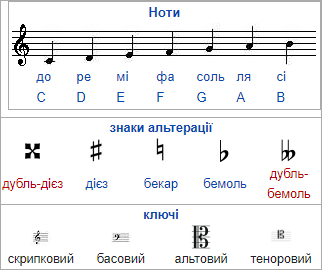 Ноти
до ре мі фа соль ля сі
C D E F G A B
знаки альтерації
дубль-дієз дієз бекар бемоль дубль-
бемоль
ключі
скрипковий басовий альтовий теноровий